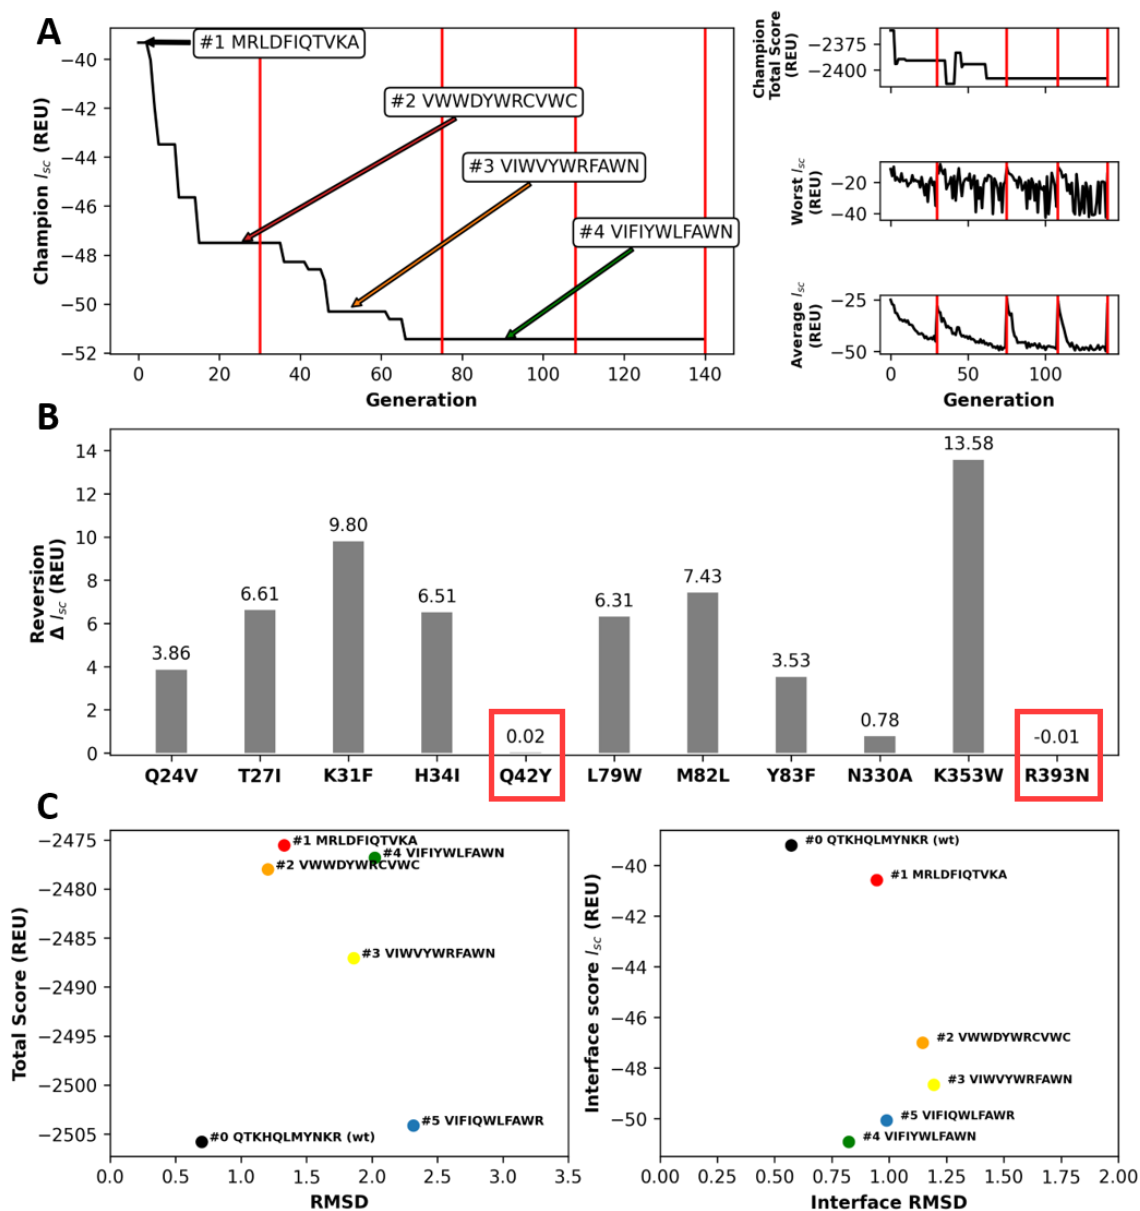 A
Champion Isc (REU)
−40
−42
−44
−46
−48
−50
−52
#1 MRLDFIQTVKA
#2 VWWDYWRCVWC
#3 VIWVYWRFAWN
#4 VIFIYWLFAWN
0 20 40 60 80 100 120 140
Generation
Champion
Total Score
(REU)
−2375
−2400
Worst Isc
(REU)
−20
−40
Average Isc
(REU)
−25
−50
0 50 100
Generation
B
Reversion
Δ Isc (REU)
14
12
10
8
6
4
2
0
3.86
6.61
9.80
6.51
0.02
6.31
7.43
3.53
0.78
13.58
-0.01
Q24V T27I K31F H34I Q42Y L79W M82L Y83F N330A K353W R393N
C
Total Score (REU)
−2475
−2480
−2485
−2490
−2495
−2500
−2505
#1 MRLDFIQTVKA
#4 VIFIYWLFAWN
#2 VWWDYWRCVWC
#3 VIWVYWRFAWN
#5 VIFIQWLFAWR
#0 QTKHQLMYNKR (wt)
0.0 0.5 1.0 1.5 2.0 2.5 3.0 3.5
RMSD
Interface score Isc (REU)
−40
−42
−44
−46
−48
−50
#0 QTKHQLMYNKR (wt)
#1 MRLDFIQTVKA
#2 VWWDYWRCVWC
#3 VIWVYWRFAWN
#5 VIFIQWLFAWR
#4 VIFIYWLFAWN
0.00 0.25 0.50 0.75 1.00 1.25 1.50 1.75 2.00
Interface RMSD